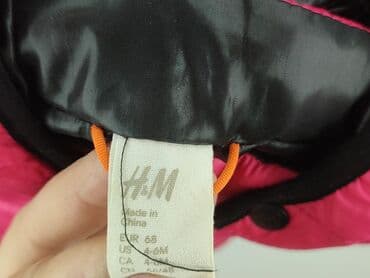 H&M
Made in
China
EUR 68
US 4-6M
CA 4-6M